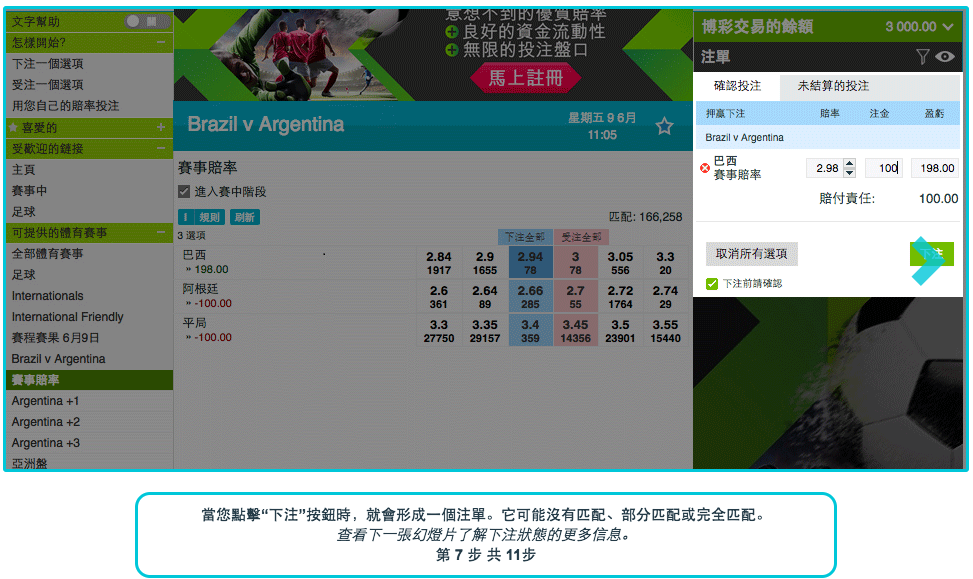 文字幫助 關
怎樣開始? −
下注一個選項
受注一個選項
用您自己的賠率投注
喜愛的 +
受歡迎的鏈接 −
主頁
賽事中
足球
可提供的體育賽事 −
全部體育賽事
足球
Internationals
International Friendly
賽程賽果 6月9日
Brazil v Argentina
賽事賠率
Argentina +1
Argentina +2
Argentina +3
亞洲盤
意想不到的優質賠率
良好的資金流動性
無限的投注盤口
馬上註冊
Brazil v Argentina
星期五 9 6月
11:05
賽事賠率
進入賽中階段
規則 刷新
匹配: 166,258
3 選項
下注全部 受注全部
巴西 2.84 2.9 2.94 3 3.05 3.3
» 198.00 1917 1655 78 78 556 20
阿根廷 2.6 2.64 2.66 2.7 2.72 2.74
» -100.00 361 89 285 55 1764 29
平局 3.3 3.35 3.4 3.45 3.5 3.55
» -100.00 27750 29157 359 14356 23901 15440
博彩交易的餘額 3 000.00
注單
確認投注 未結算的投注
押贏下注 賠率 注金 盈虧
Brazil v Argentina
巴西
賽事賠率
2.98 100 198.00
賠付責任: 100.00
取消所有選項 下注
下注前請確認
當您點擊“下注”按鈕時，就會形成一個注單。它可能沒有匹配、部分匹配或完全匹配。
查看下一張幻燈片了解下注狀態的更多信息。
第 7 步 共 11步